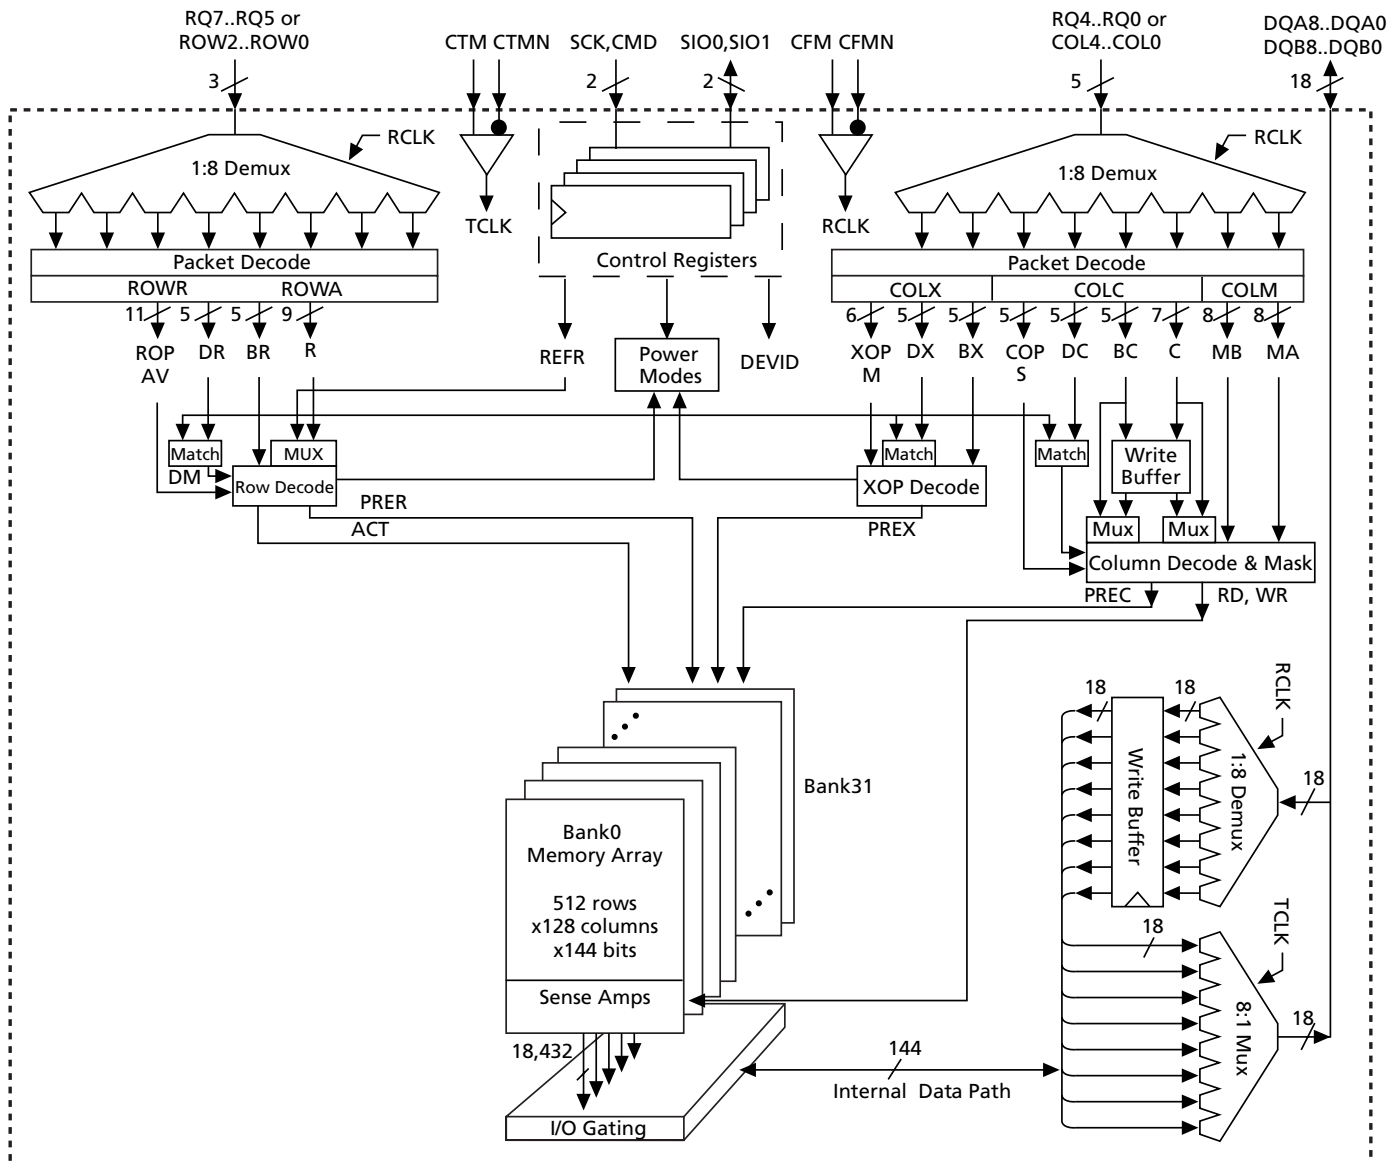 RQ7..RQ5 or
ROW2..ROW0
CTM CTMN
SCK,CMD
SIO0,SIO1
CFM CFMN
RQ4..RQ0 or
COL4..COL0
DQA8..DQA0
DQB8..DQB0
3
2
2
5
18
RCLK
1:8 Demux
TCLK
RCLK
RCLK
1:8 Demux
Control Registers
Packet Decode
ROWR
ROWA
Packet Decode
COLX
COLC
COLM
11
5
5
9
6
5
5
5
5
5
7
8
8
ROP
AV
DR
BR
R
REFR
Power
Modes
DEVID
XOP
M
DX
BX
COP
S
DC
BC
C
MB
MA
Match
DM
MUX
Row Decode
Match
XOP Decode
Match
Write
Buffer
Mux
Mux
Column Decode & Mask
PRER
ACT
PREX
PREC
RD, WR
Bank31
Bank0
Memory Array
512 rows
x128 columns
x144 bits
Sense Amps
18,432
I/O Gating
144
Internal Data Path
18
18
RCLK
Write Buffer
1:8 Demux
18
18
TCLK
8:1 Mux
18